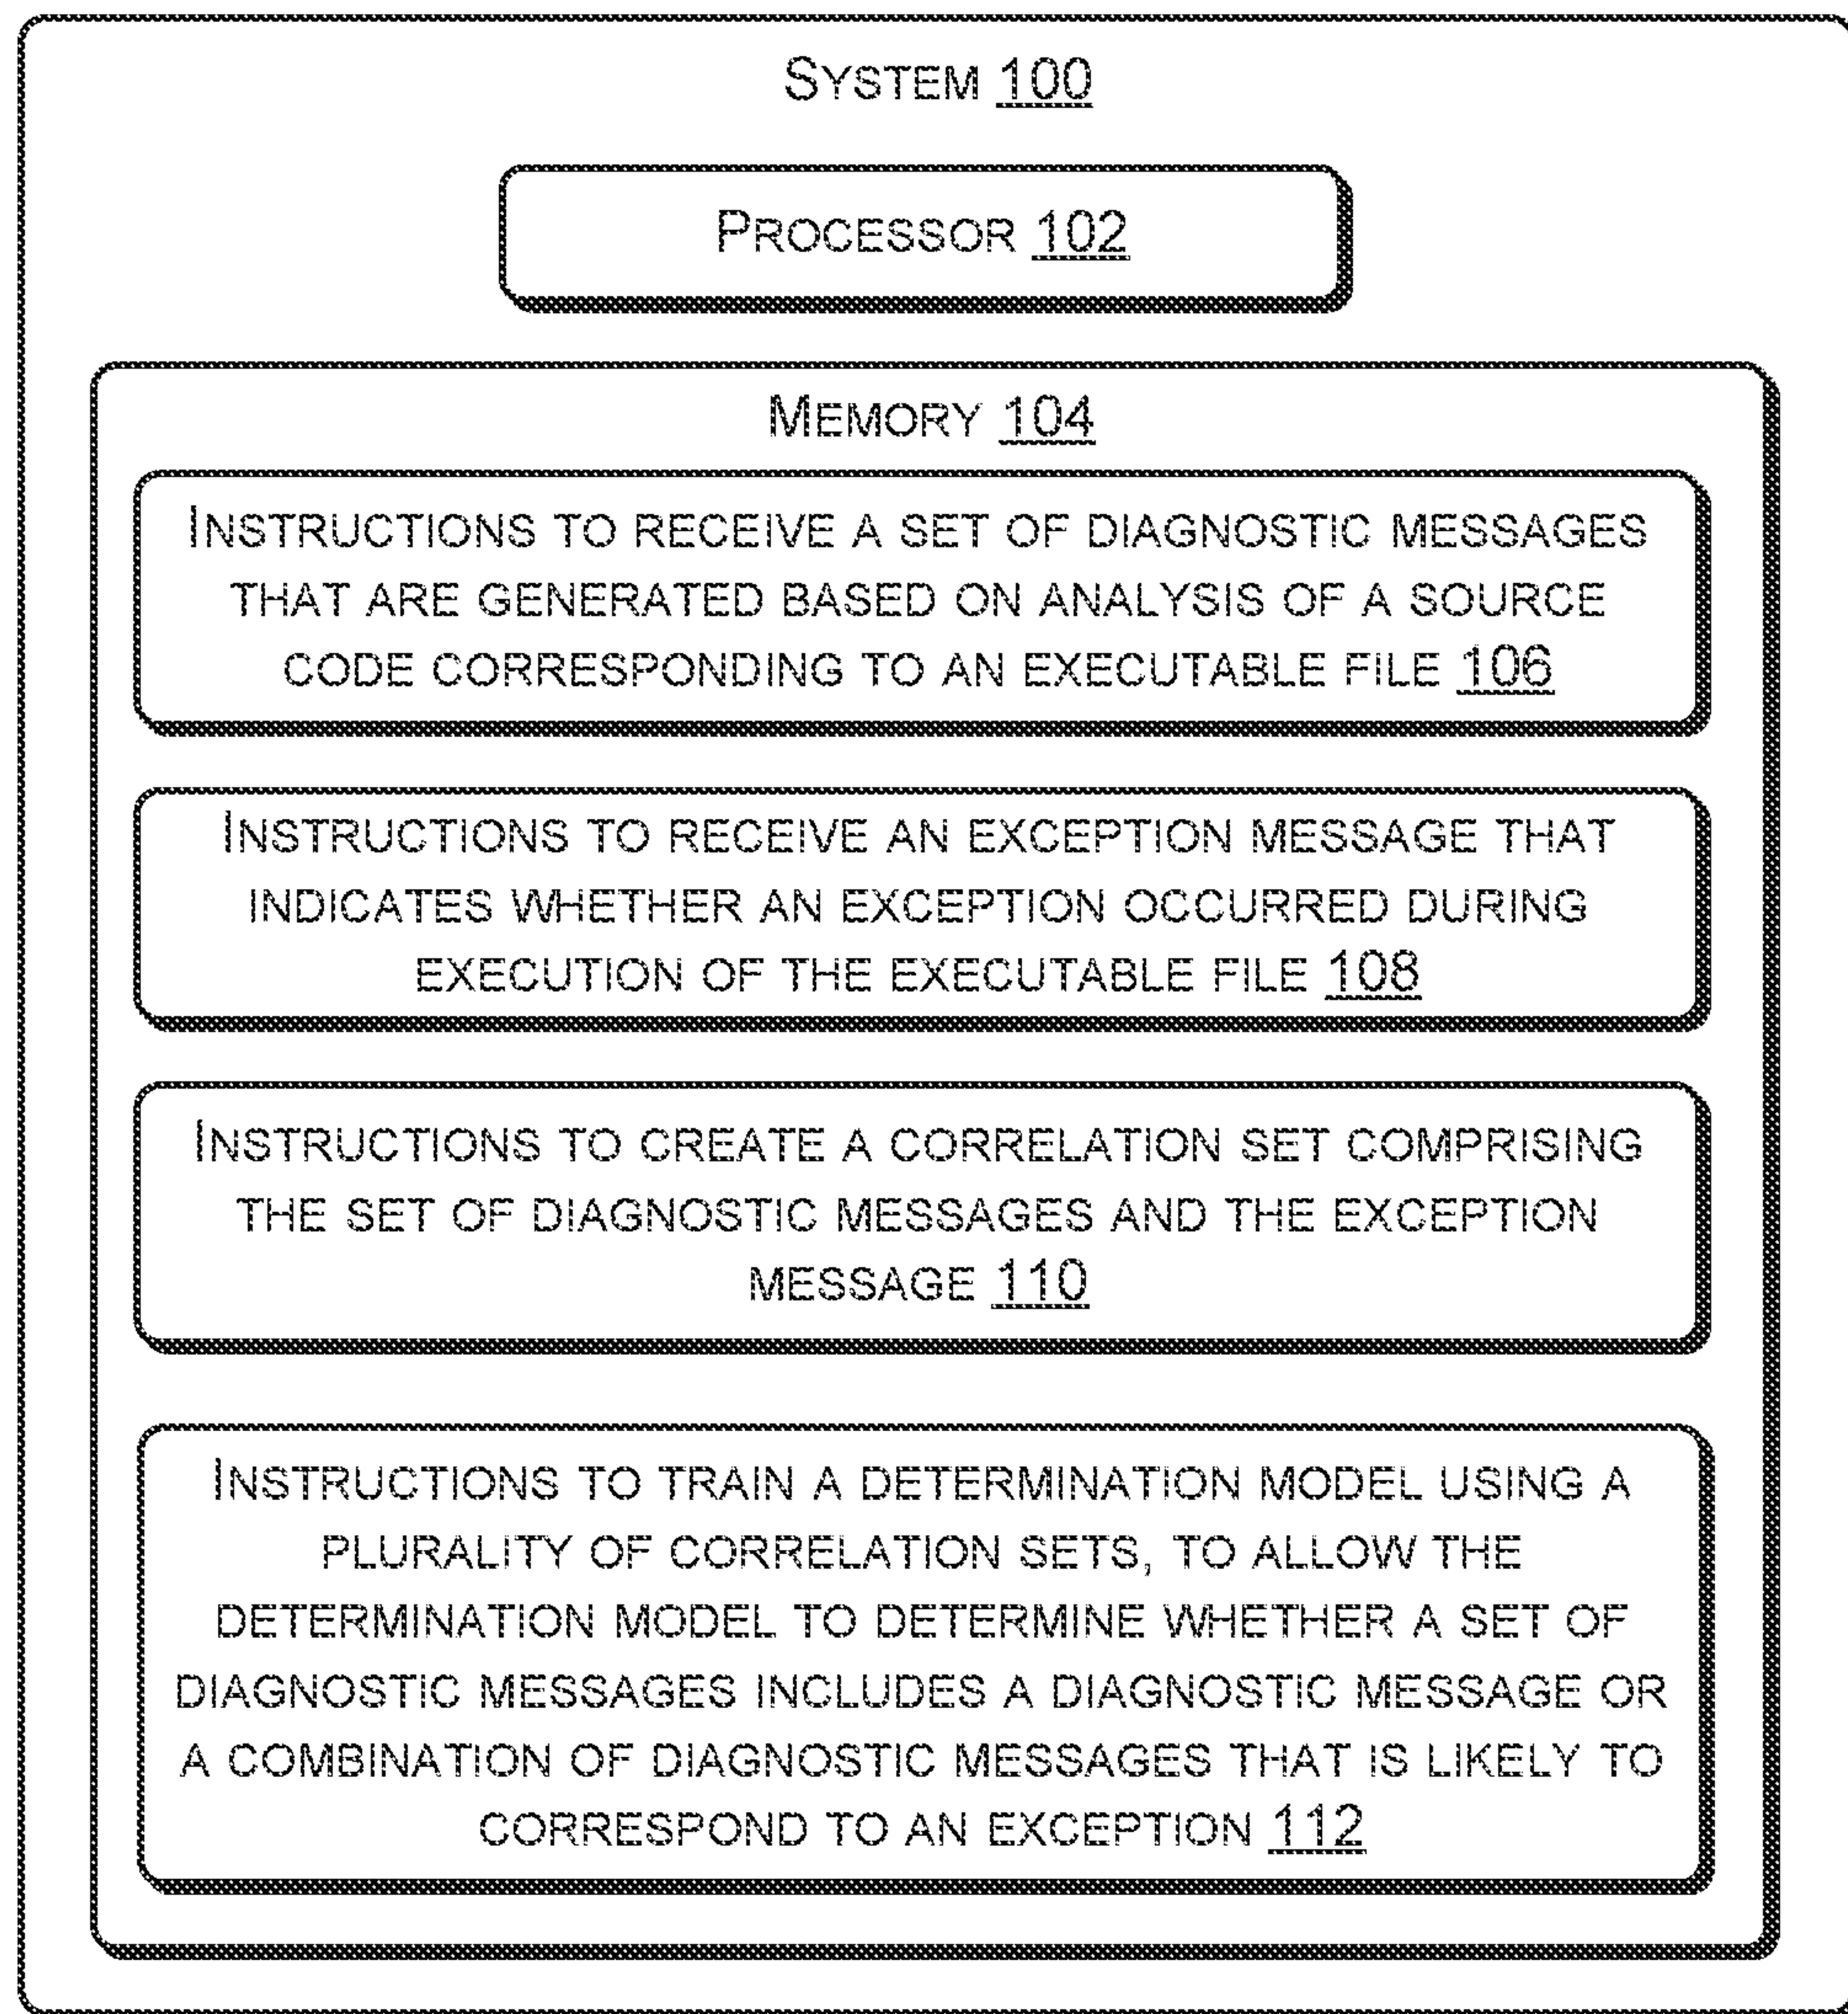 SYSTEM 100
PROCESSOR 102
MEMORY 104
INSTRUCTIONS TO RECEIVE A SET OF DIAGNOSTIC MESSAGES
THAT ARE GENERATED BASED ON ANALYSIS OF A SOURCE
CODE CORRESPONDING TO AN EXECUTABLE FILE 106
INSTRUCTIONS TO RECEIVE AN EXCEPTION MESSAGE THAT
INDICATES WHETHER AN EXCEPTION OCCURRED DURING
EXECUTION OF THE EXECUTABLE FILE 108
INSTRUCTIONS TO CREATE A CORRELATION SET COMPRISING
THE SET OF DIAGNOSTIC MESSAGES AND THE EXCEPTION
MESSAGE 110
INSTRUCTIONS TO TRAIN A DETERMINATION MODEL USING A
PLURALITY OF CORRELATION SETS, TO ALLOW THE
DETERMINATION MODEL TO DETERMINE WHETHER A SET OF
DIAGNOSTIC MESSAGES INCLUDES A DIAGNOSTIC MESSAGE OR
A COMBINATION OF DIAGNOSTIC MESSAGES THAT IS LIKELY TO
CORRESPOND TO AN EXCEPTION 112